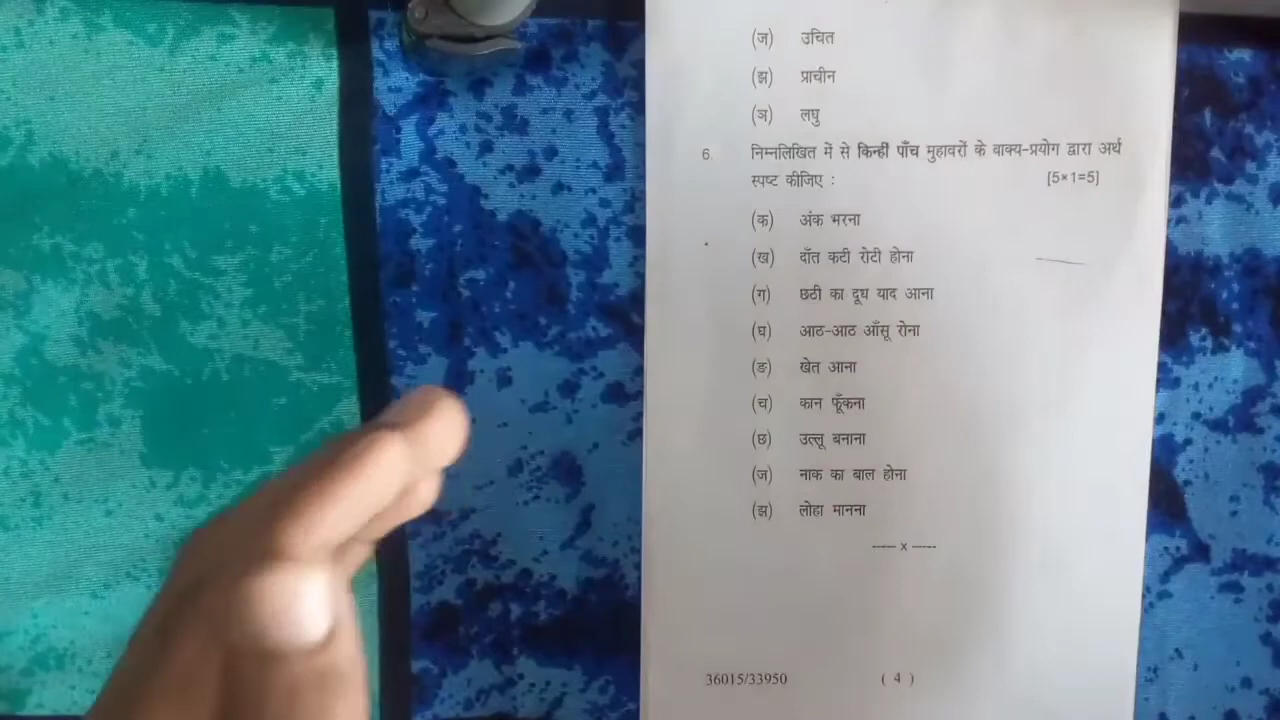 (ज) उचित
(झ) प्राचीन
(ञ) लघु
6. निम्नलिखित में से किन्हीं पाँच मुहावरों के वाक्य-प्रयोग द्वारा अर्थ
स्पष्ट कीजिए : [5×1=5]
(क) अंक भरना
(ख) दाँत कटी रोटी होना
(ग) छठी का दूध याद आना
(घ) आठ-आठ आँसू रोना
(ङ) खेत आना
(च) कान फूँकना
(छ) उल्लू बनाना
(ज) नाक का बाल होना
(झ) लोहा मानना
----- x -----
36015/33950 ( 4 )